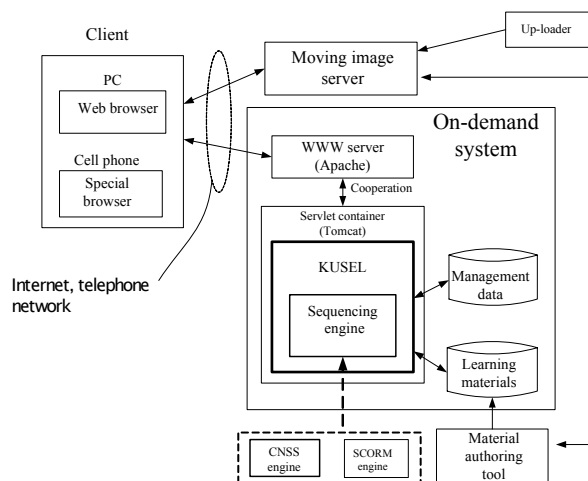 Client
PC
Web browser
Cell phone
Special
browser
Internet, telephone
network
Moving image
server
Up-loader
On-demand
system
WWW server
(Apache)
Cooperation
Servlet container
(Tomcat)
KUSEL
Sequencing
engine
Management
data
Learning
materials
CNSS
engine
SCORM
engine
Material
authoring
tool